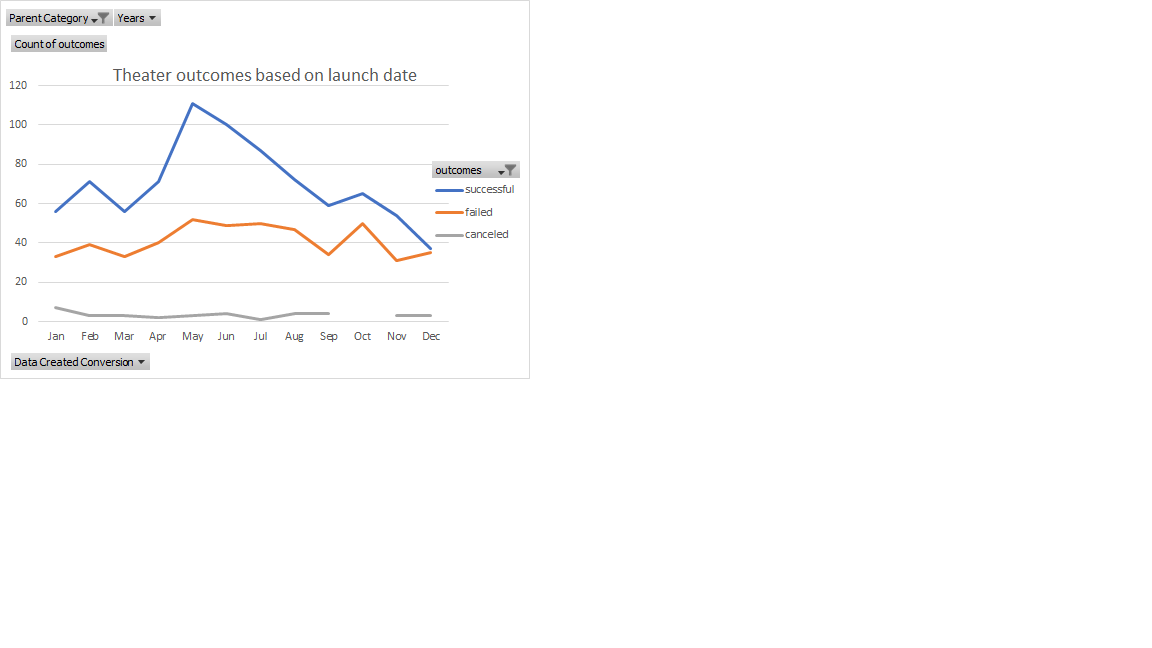 Parent Category Years
Count of outcomes
Theater outcomes based on launch date
120
100
80
60
40
20
0
Jan Feb Mar Apr May Jun Jul Aug Sep Oct Nov Dec
outcomes
successful
failed
canceled
Data Created Conversion